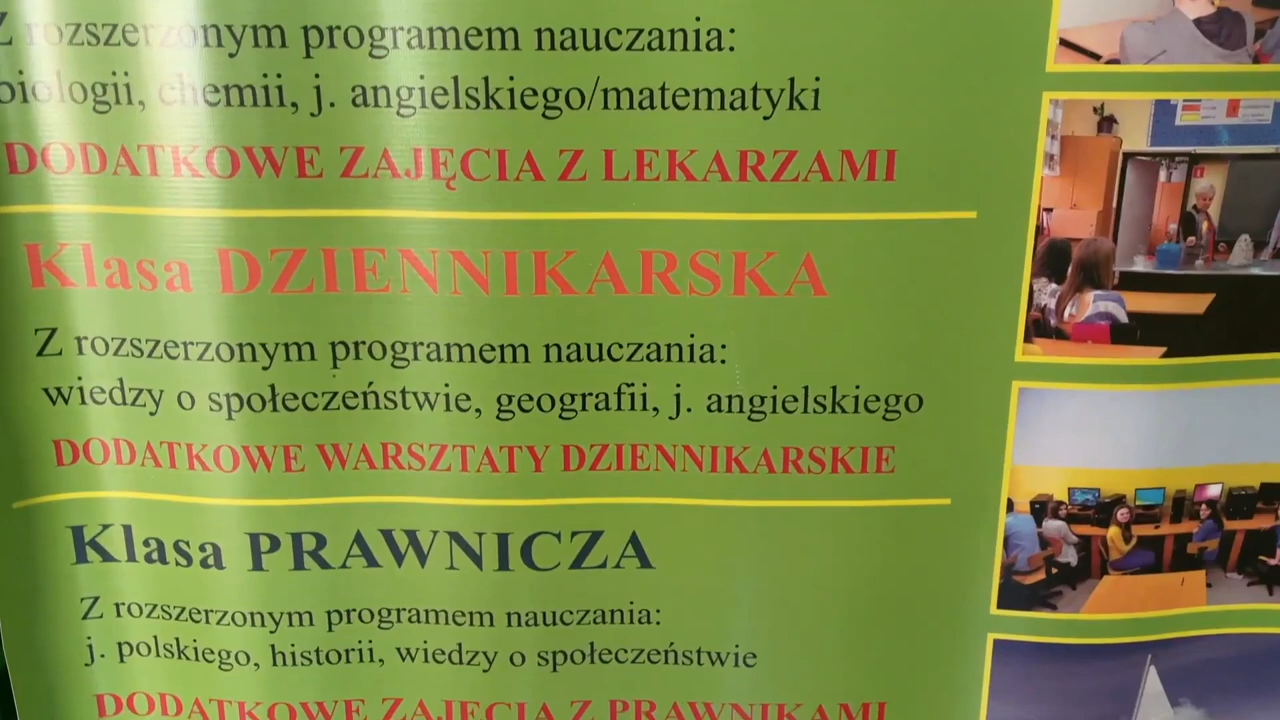 Z rozszerzonym programem nauczania:
biologii, chemii, j. angielskiego/matematyki
DODATKOWE ZAJĘCIA Z LEKARZAMI
Klasa DZIENNIKARSKA
Z rozszerzonym programem nauczania:
wiedzy o społeczeństwie, geografii, j. angielskiego
DODATKOWE WARSZTATY DZIENNIKARSKIE
Klasa PRAWNICZA
Z rozszerzonym programem nauczania:
j. polskiego, historii, wiedzy o społeczeństwie
DODATKOWE ZAJĘCIA Z PRAWNIKAMI